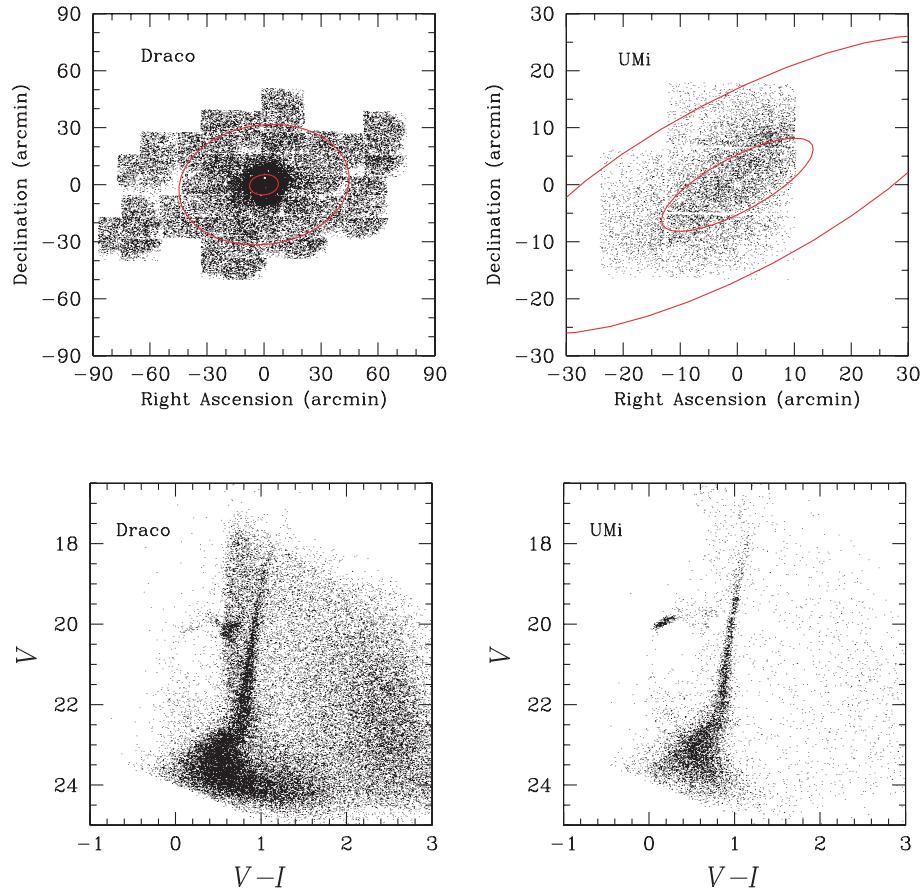 Draco
Declination (arcmin)
90
60
30
0
−30
−60
−90
−90 −60 −30 0 30 60 90
Right Ascension (arcmin)
UMi
Declination (arcmin)
30
20
10
0
−10
−20
−30
−30 −20 −10 0 10 20 30
Right Ascension (arcmin)
Draco
V
18
20
22
24
−1 0 1 2 3
V−I
UMi
V
18
20
22
24
−1 0 1 2 3
V−I